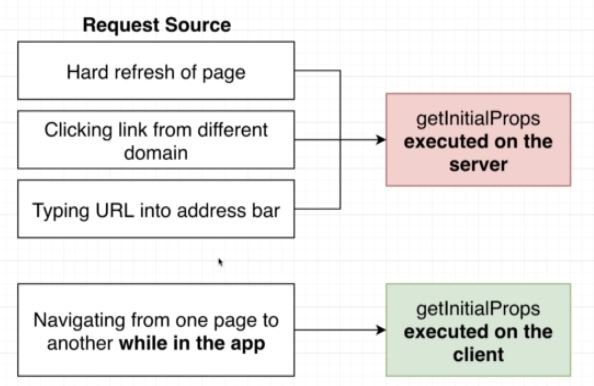 Request Source
Hard refresh of page
Clicking link from different
domain
Typing URL into address bar
getInitialProps
executed on the
server
Navigating from one page to
another while in the app
getInitialProps
executed on the
client